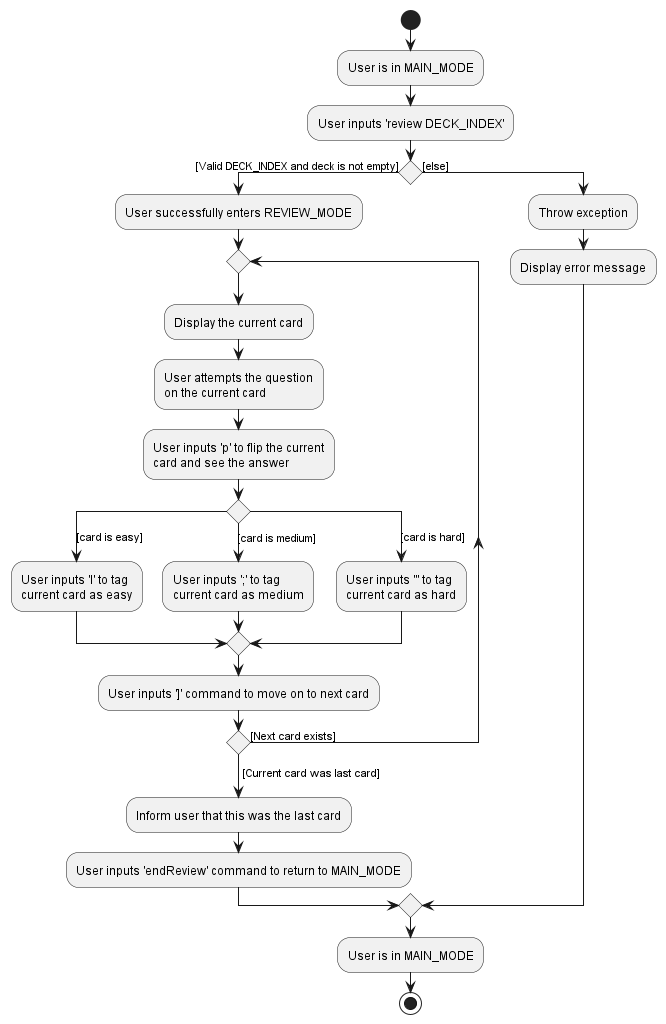 User is in MAIN_MODE
User inputs 'review DECK_INDEX'
[Valid DECK_INDEX and deck is not empty]
[else]
User successfully enters REVIEW_MODE
Throw exception
Display error message
Display the current card
User attempts the question
on the current card
User inputs 'p' to flip the current
card and see the answer
[card is easy]
[card is medium]
[card is hard]
User inputs 'l' to tag
current card as easy
User inputs ';' to tag
current card as medium
User inputs ''' to tag
current card as hard
User inputs ']' command to move on to next card
[Next card exists]
[Current card was last card]
Inform user that this was the last card
User inputs 'endReview' command to return to MAIN_MODE
User is in MAIN_MODE